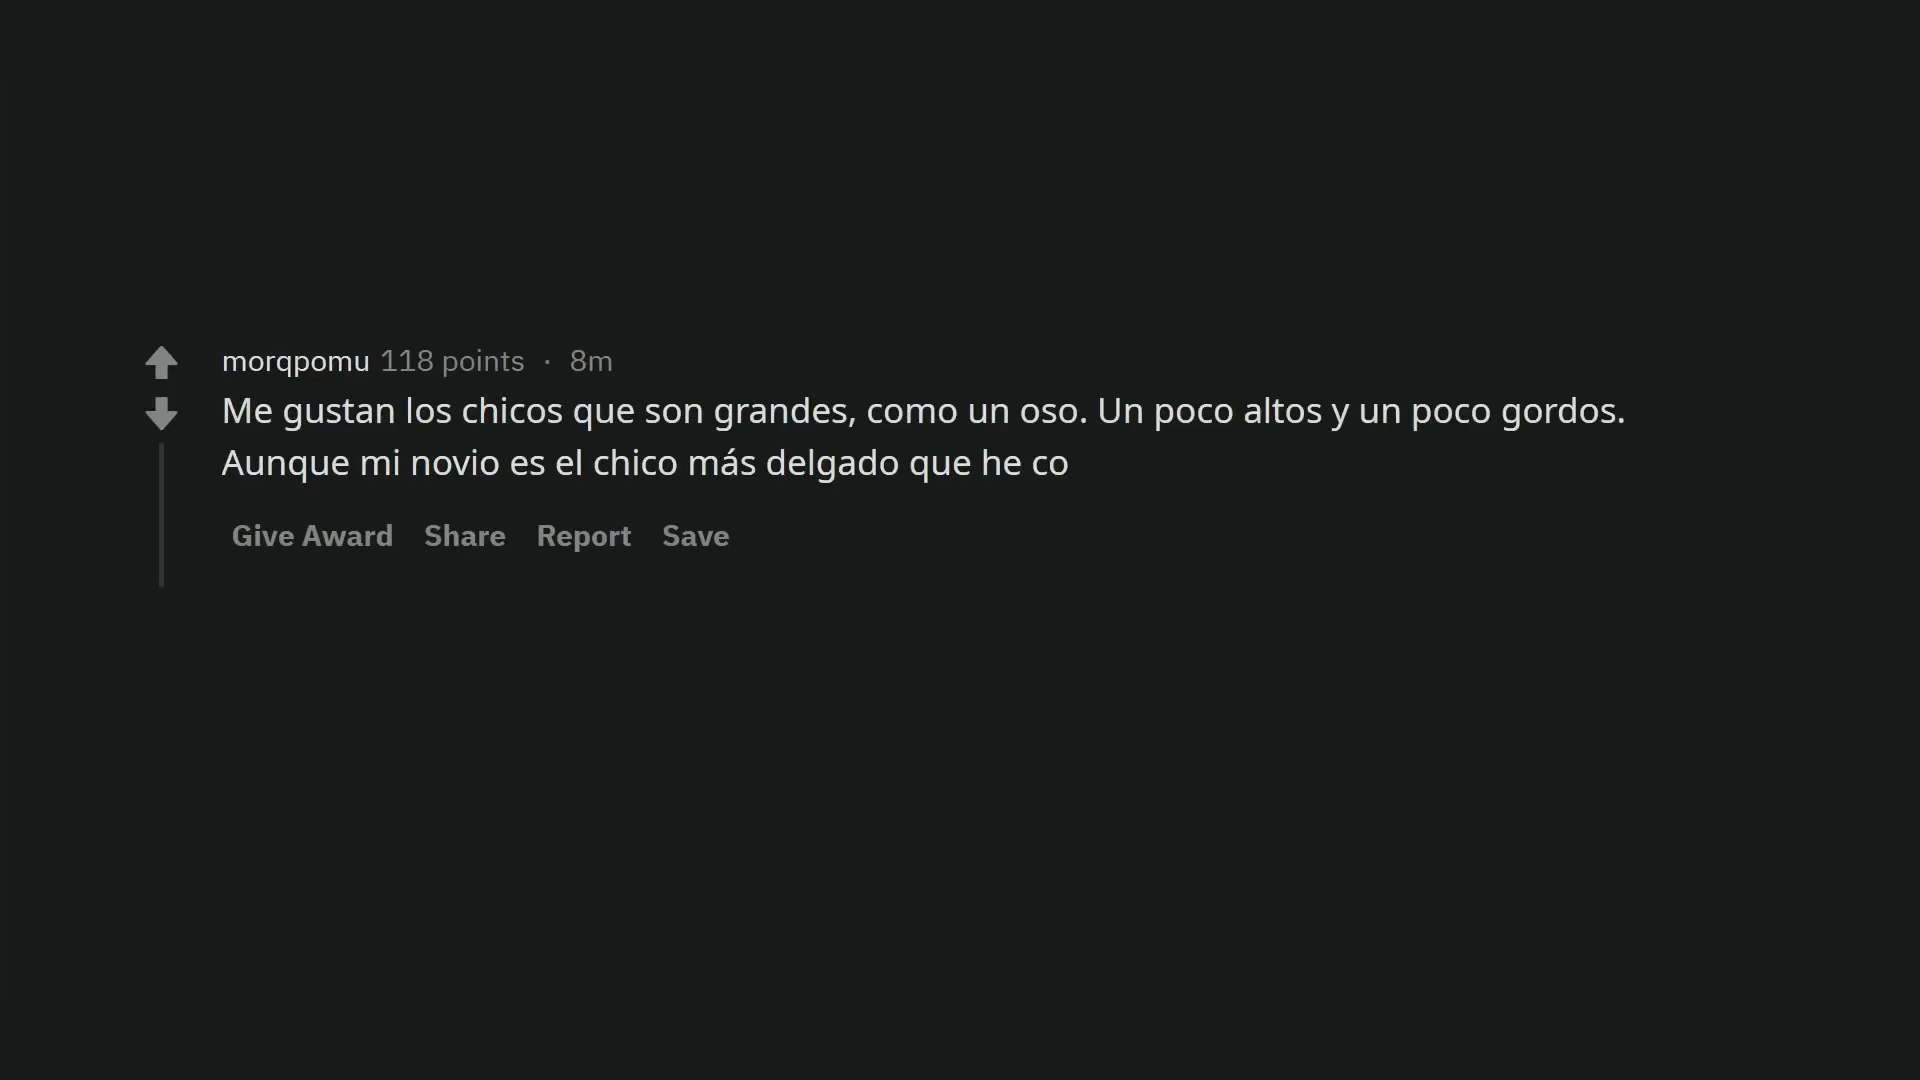 morqpomu 118 points · 8m
Me gustan los chicos que son grandes, como un oso. Un poco altos y un poco gordos.
Aunque mi novio es el chico más delgado que he co
Give Award Share Report Save